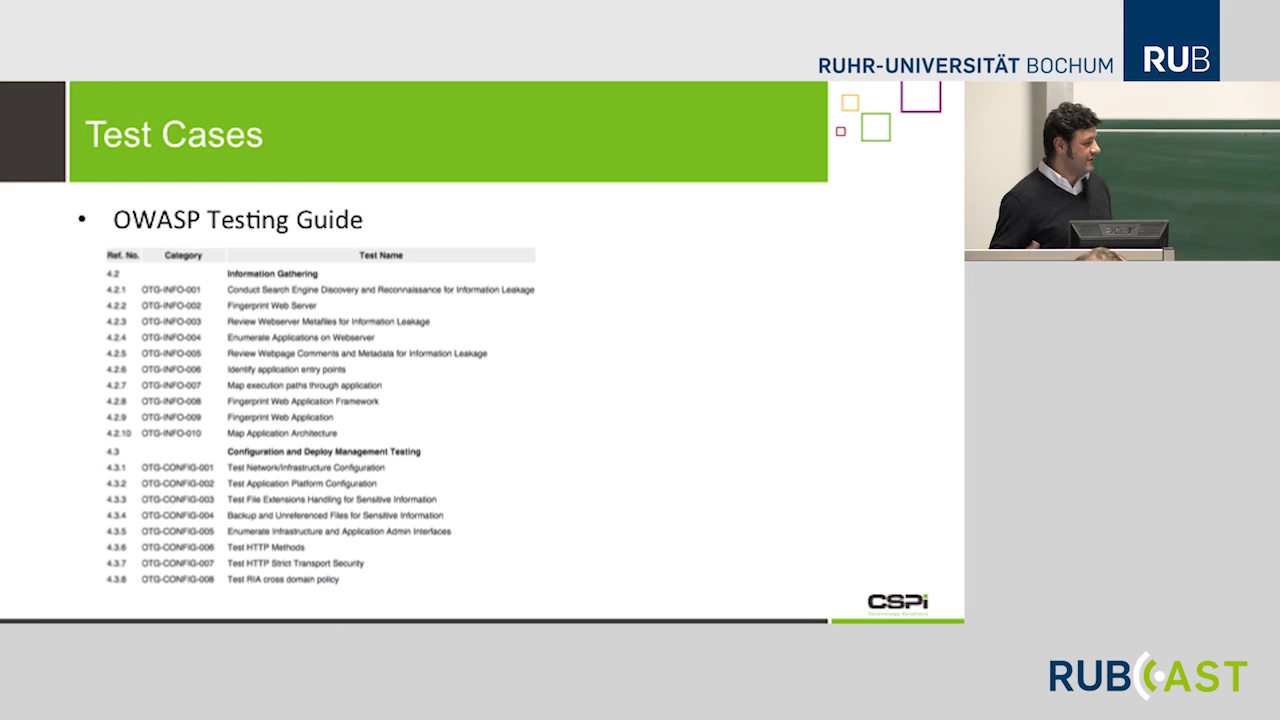 RUHR-UNIVERSITÄT BOCHUM RUB
Test Cases
• OWASP Testing Guide
Ref. No. Category Test Name
4.2 Information Gathering
4.2.1 OTG-INFO-001 Conduct Search Engine Discovery and Reconnaissance for Information Leakage
4.2.2 OTG-INFO-002 Fingerprint Web Server
4.2.3 OTG-INFO-003 Review Webserver Metafiles for Information Leakage
4.2.4 OTG-INFO-004 Enumerate Applications on Webserver
4.2.5 OTG-INFO-005 Review Webpage Comments and Metadata for Information Leakage
4.2.6 OTG-INFO-006 Identify application entry points
4.2.7 OTG-INFO-007 Map execution paths through application
4.2.8 OTG-INFO-008 Fingerprint Web Application Framework
4.2.9 OTG-INFO-009 Fingerprint Web Application
4.2.10 OTG-INFO-010 Map Application Architecture
4.3 Configuration and Deploy Management Testing
4.3.1 OTG-CONFIG-001 Test Network/Infrastructure Configuration
4.3.2 OTG-CONFIG-002 Test Application Platform Configuration
4.3.3 OTG-CONFIG-003 Test File Extensions Handling for Sensitive Information
4.3.4 OTG-CONFIG-004 Backup and Unreferenced Files for Sensitive Information
4.3.5 OTG-CONFIG-005 Enumerate Infrastructure and Application Admin Interfaces
4.3.6 OTG-CONFIG-006 Test HTTP Methods
4.3.7 OTG-CONFIG-007 Test HTTP Strict Transport Security
4.3.8 OTG-CONFIG-008 Test RIA cross domain policy
CSPi
Technology Solutions
RUBCAST